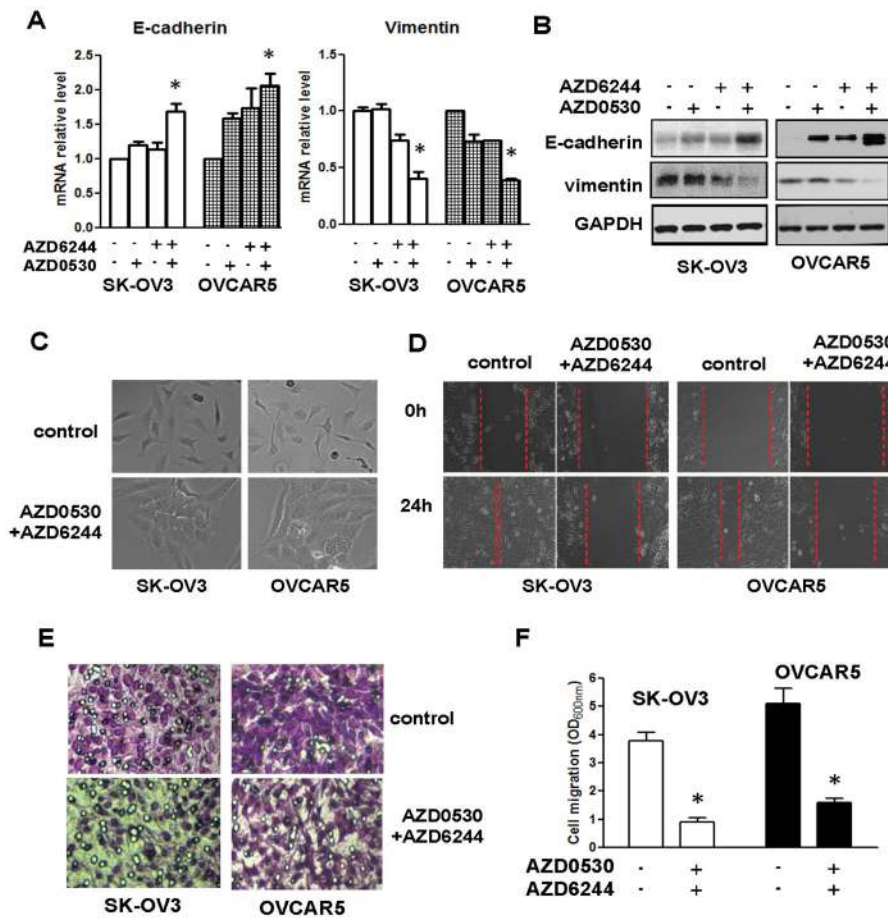 A
E-cadherin
Vimentin
mRNA relative level
2.5
2.0
1.5
1.0
0.5
0.0
*
*
mRNA relative level
1.5
1.0
0.5
0.0
*
*
AZD6244 - - + + - - + + - - + + - - + +
AZD0530 - + - + - + - + - + - + - + - +
SK-OV3 OVCAR5 SK-OV3 OVCAR5
B
AZD6244 - - + + - - + +
AZD0530 - + - + - + - +
E-cadherin
vimentin
GAPDH
SK-OV3 OVCAR5
C
control
AZD0530
+AZD6244
SK-OV3 OVCAR5
D
control
AZD0530
+AZD6244
control
AZD0530
+AZD6244
0h
24h
SK-OV3 OVCAR5
E
control
AZD0530
+AZD6244
SK-OV3 OVCAR5
F
Cell migration (OD600nm)
6
5
4
3
2
1
0
SK-OV3
OVCAR5
*
*
AZD0530 - + - +
AZD6244 - + - +